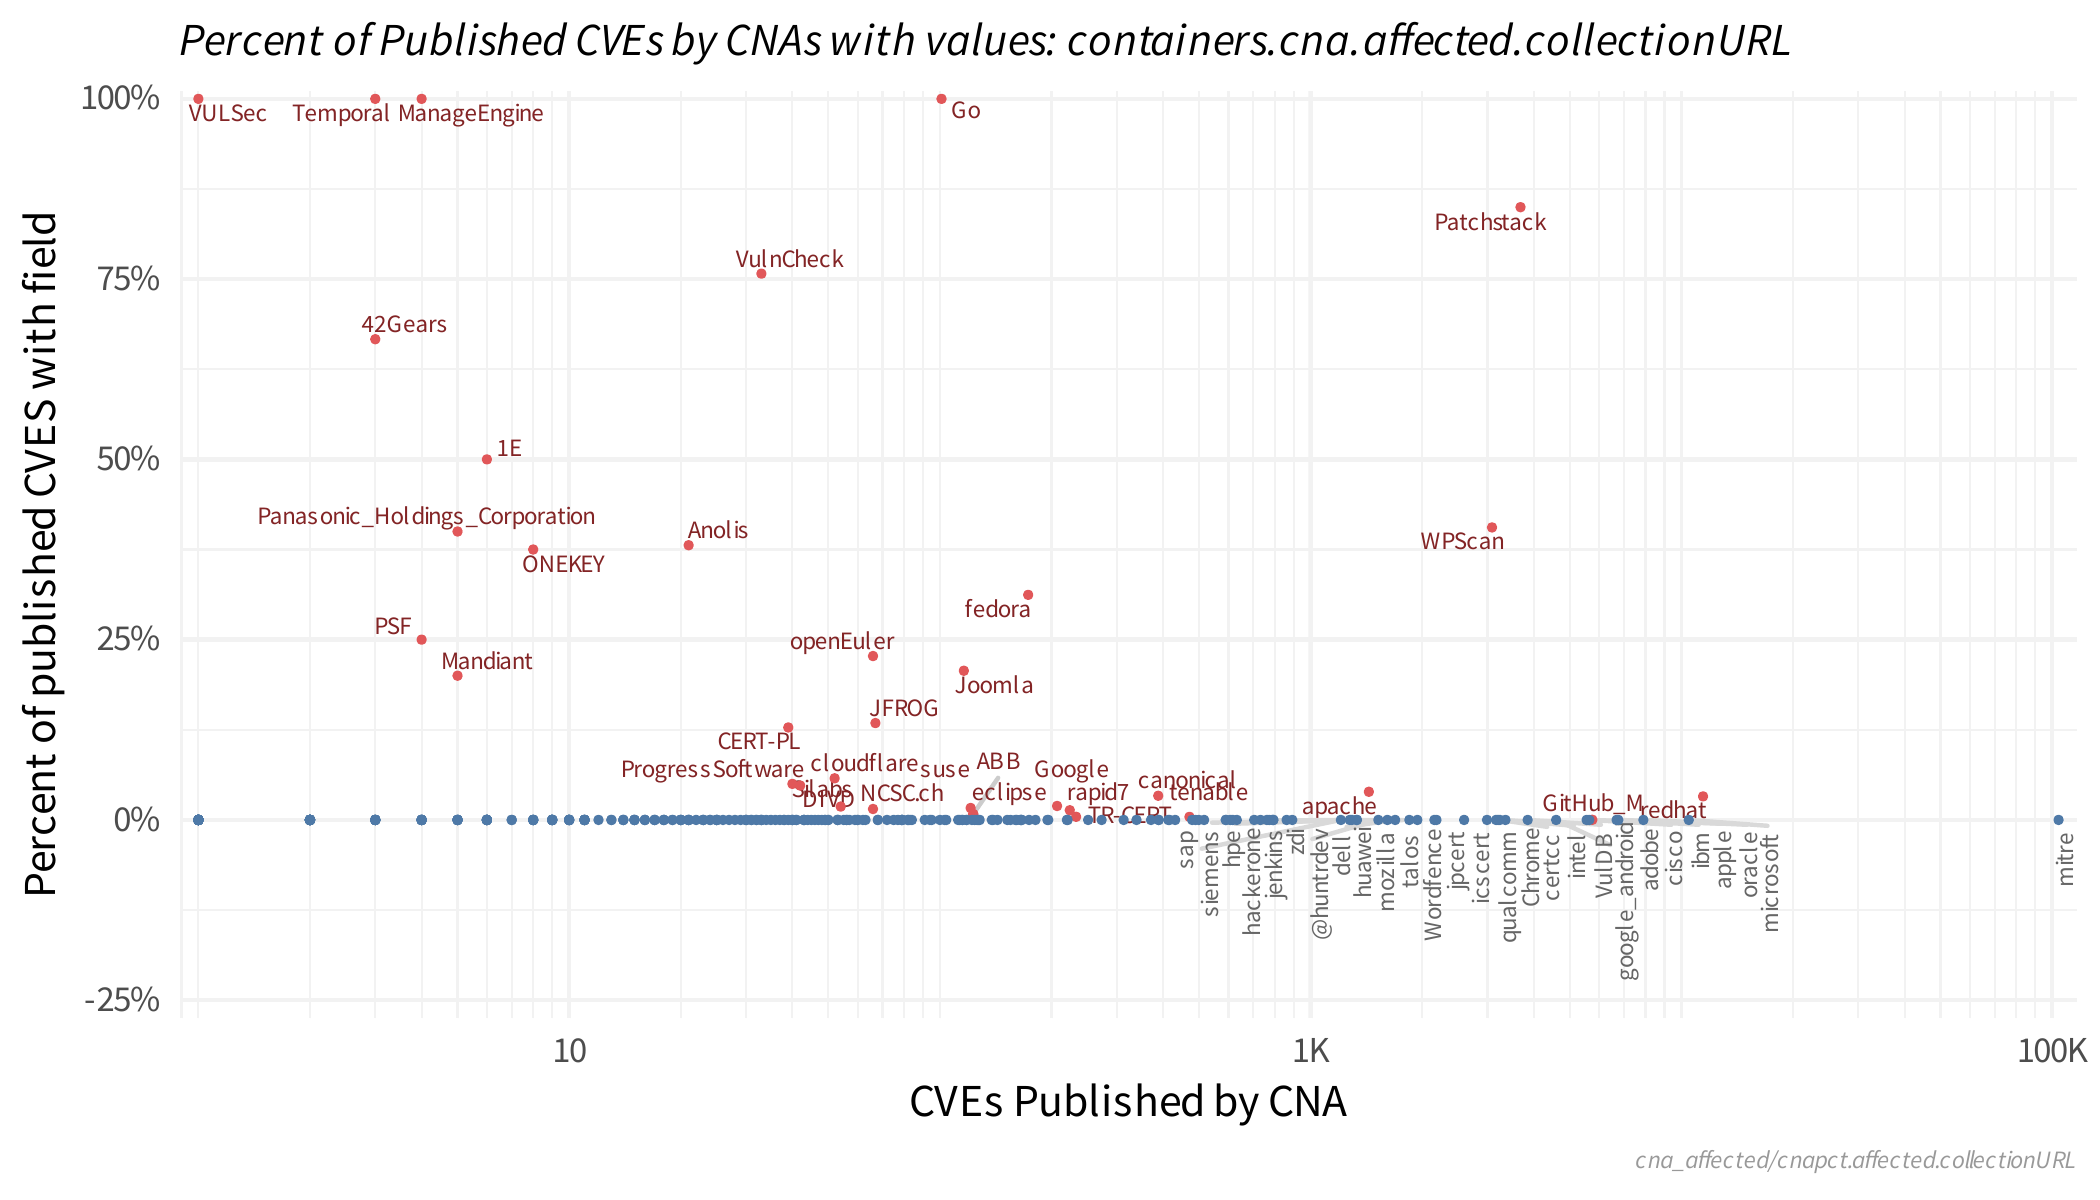 Percent of Published CVEs by CNAs with values: containers.cna.affected.collectionURL
Percent of published CVES with field
100%
75%
50%
25%
0%
-25%
VULSec
Temporal
ManageEngine
Go
Patchstack
VulnCheck
42Gears
1E
Panasonic_Holdings_Corporation
Anolis
WPScan
ONEKEY
fedora
PSF
openEuler
Mandiant
Joomla
JFROG
CERT-PL
ProgressSoftware
cloudflare
suse
ABB
Google
canonical
Silabs
DIVD
NCSC.ch
eclipse
rapid7
tenable
TR-CERT
apache
GitHub_M
redhat
sap
siemens
hpe
hackerone
jenkins
zdi
@huntrdev
dell
huawei
mozilla
talos
Wordfence
jpcert
icscert
qualcomm
Chrome
certcc
intel
VulDB
google_android
adobe
cisco
ibm
apple
oracle
microsoft
mitre
10
1K
100K
CVEs Published by CNA
cna_affected/cnapct.affected.collectionURL